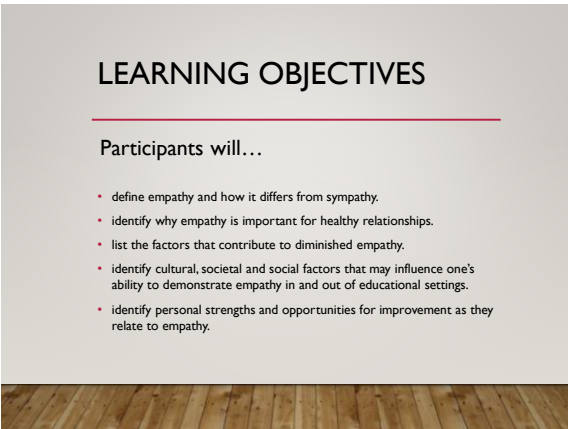 LEARNING OBJECTIVES
Participants will…
• define empathy and how it differs from sympathy.
• identify why empathy is important for healthy relationships.
• list the factors that contribute to diminished empathy.
• identify cultural, societal and social factors that may influence one's
ability to demonstrate empathy in and out of educational settings.
• identify personal strengths and opportunities for improvement as they
relate to empathy.